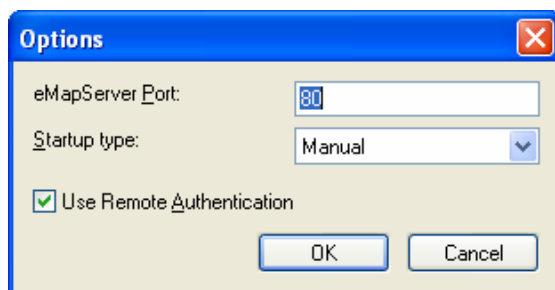 Options
eMapServer Port: 80
Startup type: Manual
Use Remote Authentication
OK Cancel